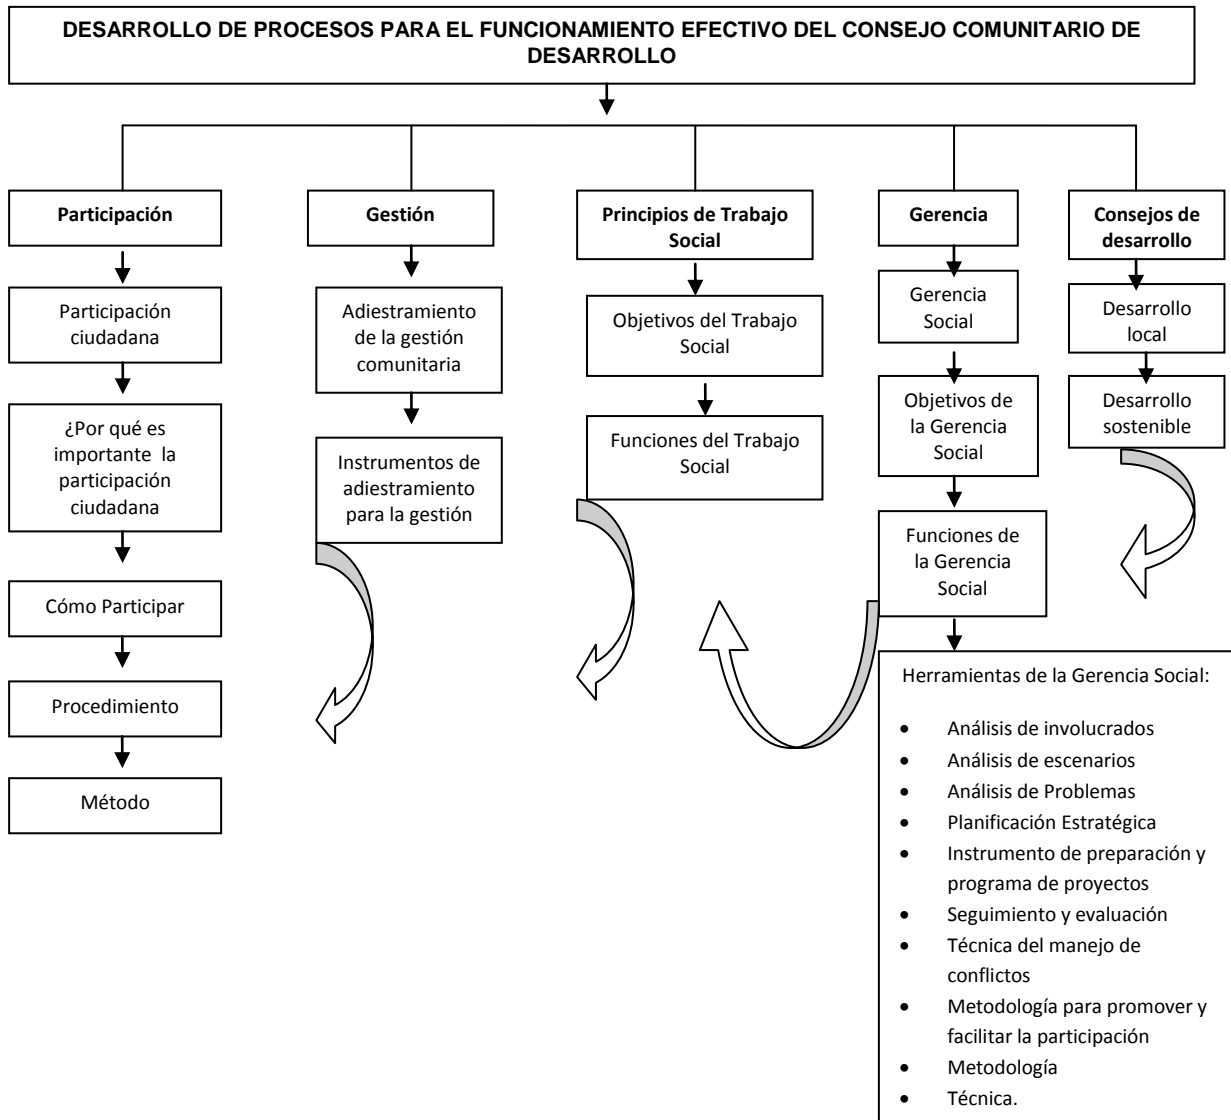 DESARROLLO DE PROCESOS PARA EL FUNCIONAMIENTO EFECTIVO DEL CONSEJO COMUNITARIO DE
DESARROLLO
Participación
Participación
ciudadana
¿Por qué es
importante la
participación
ciudadana
Cómo Participar
Procedimiento
Método
Gestión
Adiestramiento
de la gestión
comunitaria
Instrumentos de
adiestramiento
para la gestión
Principios de Trabajo
Social
Objetivos del Trabajo
Social
Funciones del Trabajo
Social
Gerencia
Gerencia
Social
Objetivos de
la Gerencia
Social
Funciones de
la Gerencia
Social
Herramientas de la Gerencia Social:
• Análisis de involucrados
• Análisis de escenarios
• Análisis de Problemas
• Planificación Estratégica
• Instrumento de preparación y
programa de proyectos
• Seguimiento y evaluación
• Técnica del manejo de
conflictos
• Metodología para promover y
facilitar la participación
• Metodología
• Técnica.
Consejos de
desarrollo
Desarrollo
local
Desarrollo
sostenible